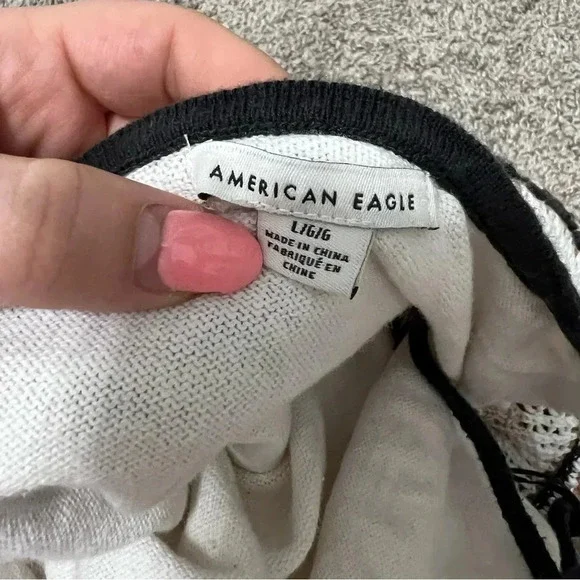 AMERICAN EAGLE
L/G/G
MADE IN CHINA
FABRIQUÉ EN
CHINE